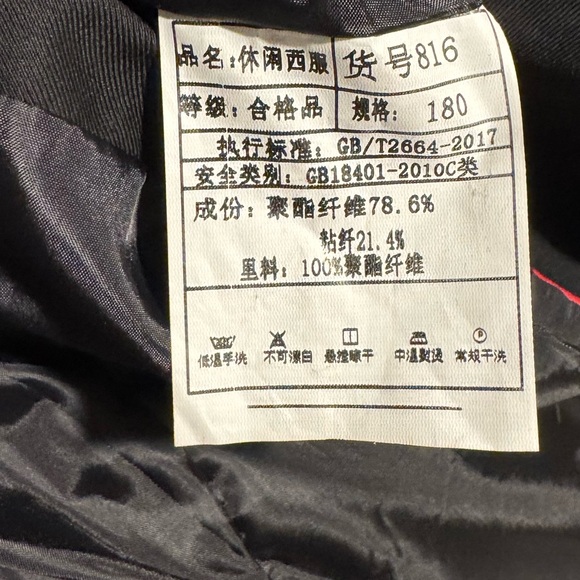 品名:休闲西服 货号816
等级:合格品 规格: 180
执行标准: GB/T2664-2017
安全类别: GB18401-2010C类
成份: 聚酯纤维78.6%
粘纤21.4%
里料: 100%聚酯纤维
P
低温手洗 不可漂白 悬挂晾干 中温熨烫 常规干洗